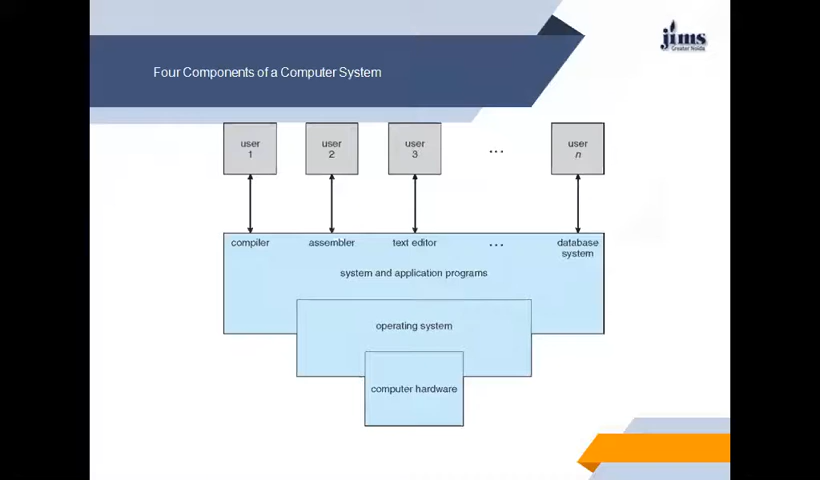 jims
Greater Noida
Four Components of a Computer System
user
1
user
2
user
3
...
user
n
compiler
assembler
text editor
...
database
system
system and application programs
operating system
computer hardware